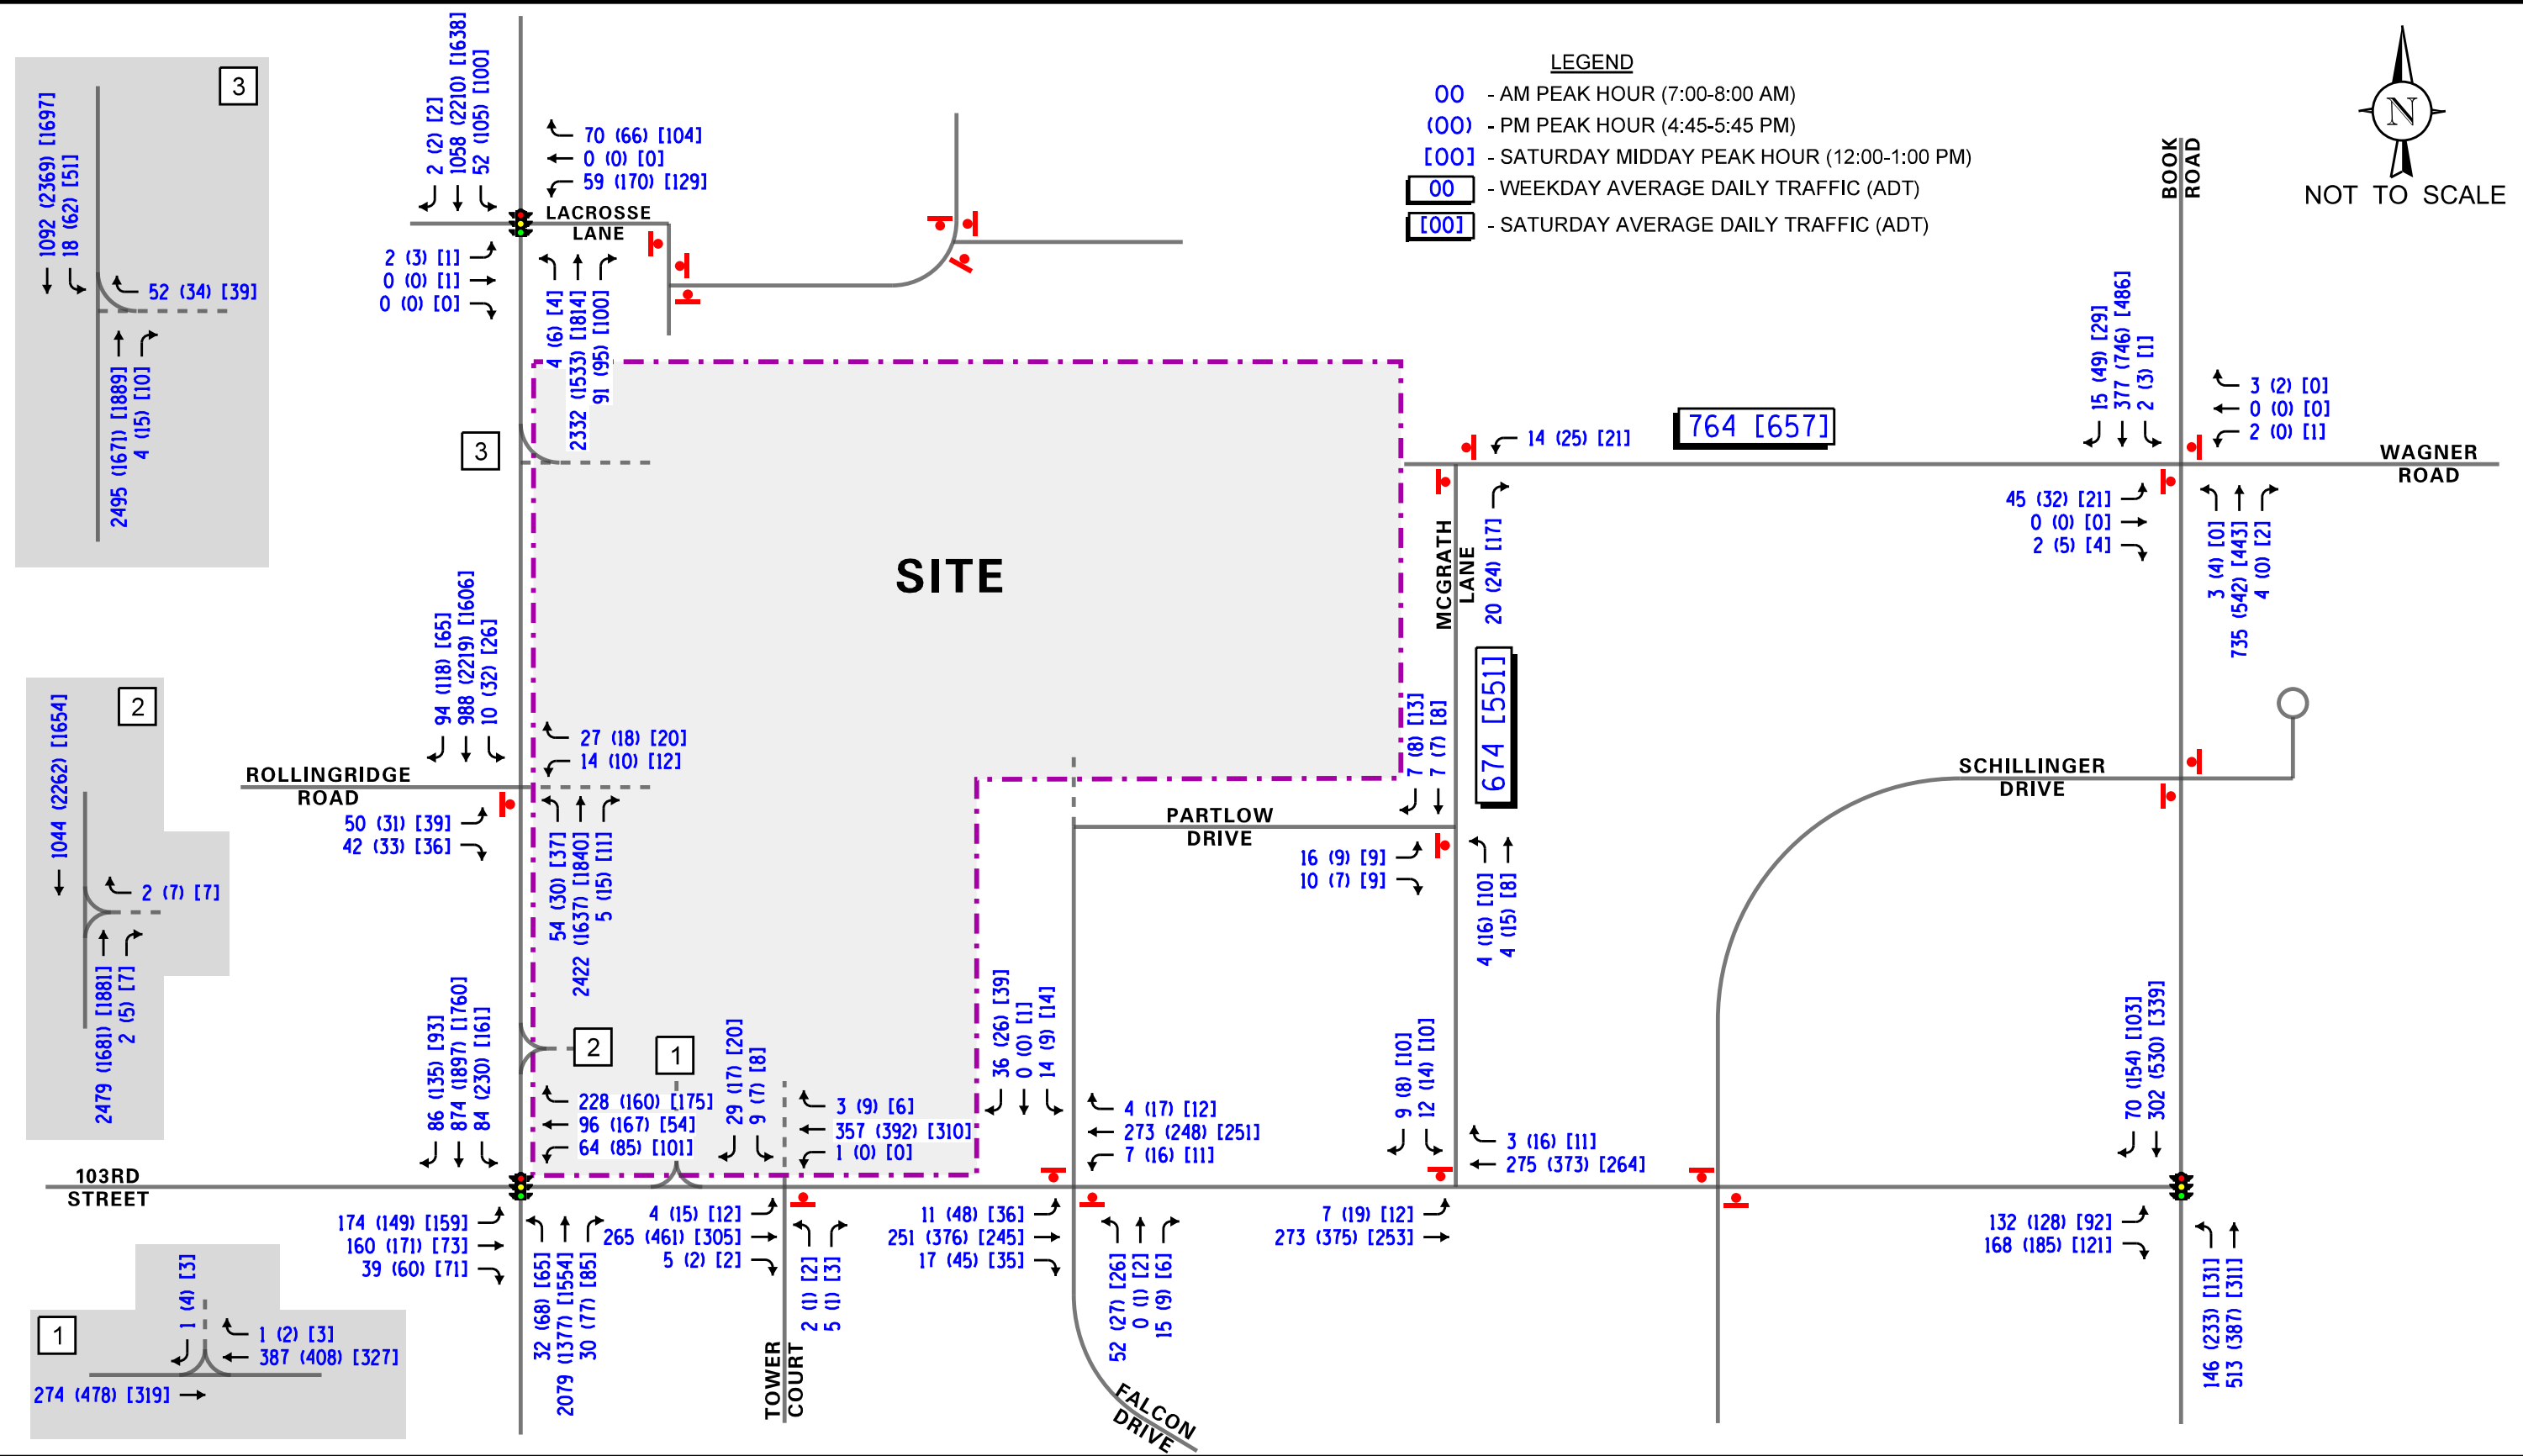 LEGEND
00 - AM PEAK HOUR (7:00-8:00 AM)
(00) - PM PEAK HOUR (4:45-5:45 PM)
[00] - SATURDAY MIDDAY PEAK HOUR (12:00-1:00 PM)
00 - WEEKDAY AVERAGE DAILY TRAFFIC (ADT)
[00] - SATURDAY AVERAGE DAILY TRAFFIC (ADT)
N
NOT TO SCALE
3
1092 (2369) [1697]
18 (62) [51]
52 (34) [39]
2495 (1671) [1889]
4 (15) [10]
2 (2) [2]
1058 (2210) [1638]
52 (105) [100]
70 (66) [104]
0 (0) [0]
59 (170) [129]
LACROSSE
LANE
2 (3) [1]
0 (0) [1]
0 (0) [0]
4 (6) [4]
2332 (1533) [1814]
91 (95) [100]
3
SITE
BOOK
ROAD
15 (49) [29]
377 (746) [486]
2 (3) [1]
3 (2) [0]
0 (0) [0]
2 (0) [1]
WAGNER
ROAD
764 [657]
14 (25) [21]
45 (32) [21]
0 (0) [0]
2 (5) [4]
3 (4) [0]
735 (542) [443]
4 (0) [2]
MCGRATH
LANE
20 (24) [17]
674 [551]
2
1044 (2262) [1654]
2 (7) [7]
2479 (1681) [1881]
2 (5) [7]
94 (118) [65]
988 (2219) [1606]
10 (32) [26]
27 (18) [20]
14 (10) [12]
ROLLINGRIDGE
ROAD
50 (31) [39]
42 (33) [36]
54 (30) [37]
2422 (1637) [1840]
5 (15) [11]
7 (8) [13]
7 (7) [8]
PARTLOW
DRIVE
16 (9) [9]
10 (7) [9]
4 (16) [10]
4 (15) [8]
SCHILLINGER
DRIVE
2
1
86 (135) [93]
874 (1897) [1760]
84 (230) [161]
228 (160) [175]
96 (167) [54]
64 (85) [101]
29 (17) [20]
9 (7) [8]
3 (9) [6]
357 (392) [310]
1 (0) [0]
36 (26) [39]
0 (0) [1]
14 (9) [14]
4 (17) [12]
273 (248) [251]
7 (16) [11]
9 (8) [10]
12 (14) [10]
3 (16) [11]
275 (373) [264]
70 (154) [103]
302 (530) [339]
103RD
STREET
174 (149) [159]
160 (171) [73]
39 (60) [71]
32 (68) [65]
2079 (1377) [1554]
30 (77) [85]
4 (15) [12]
265 (461) [305]
5 (2) [2]
2 (1) [2]
5 (1) [3]
TOWER
COURT
11 (48) [36]
251 (376) [245]
17 (45) [35]
52 (27) [26]
0 (1) [2]
15 (9) [6]
FALCON
DRIVE
7 (19) [12]
273 (375) [253]
132 (128) [92]
168 (185) [121]
146 (233) [131]
513 (387) [311]
1
1 (4) [3]
1 (2) [3]
387 (408) [327]
274 (478) [319]